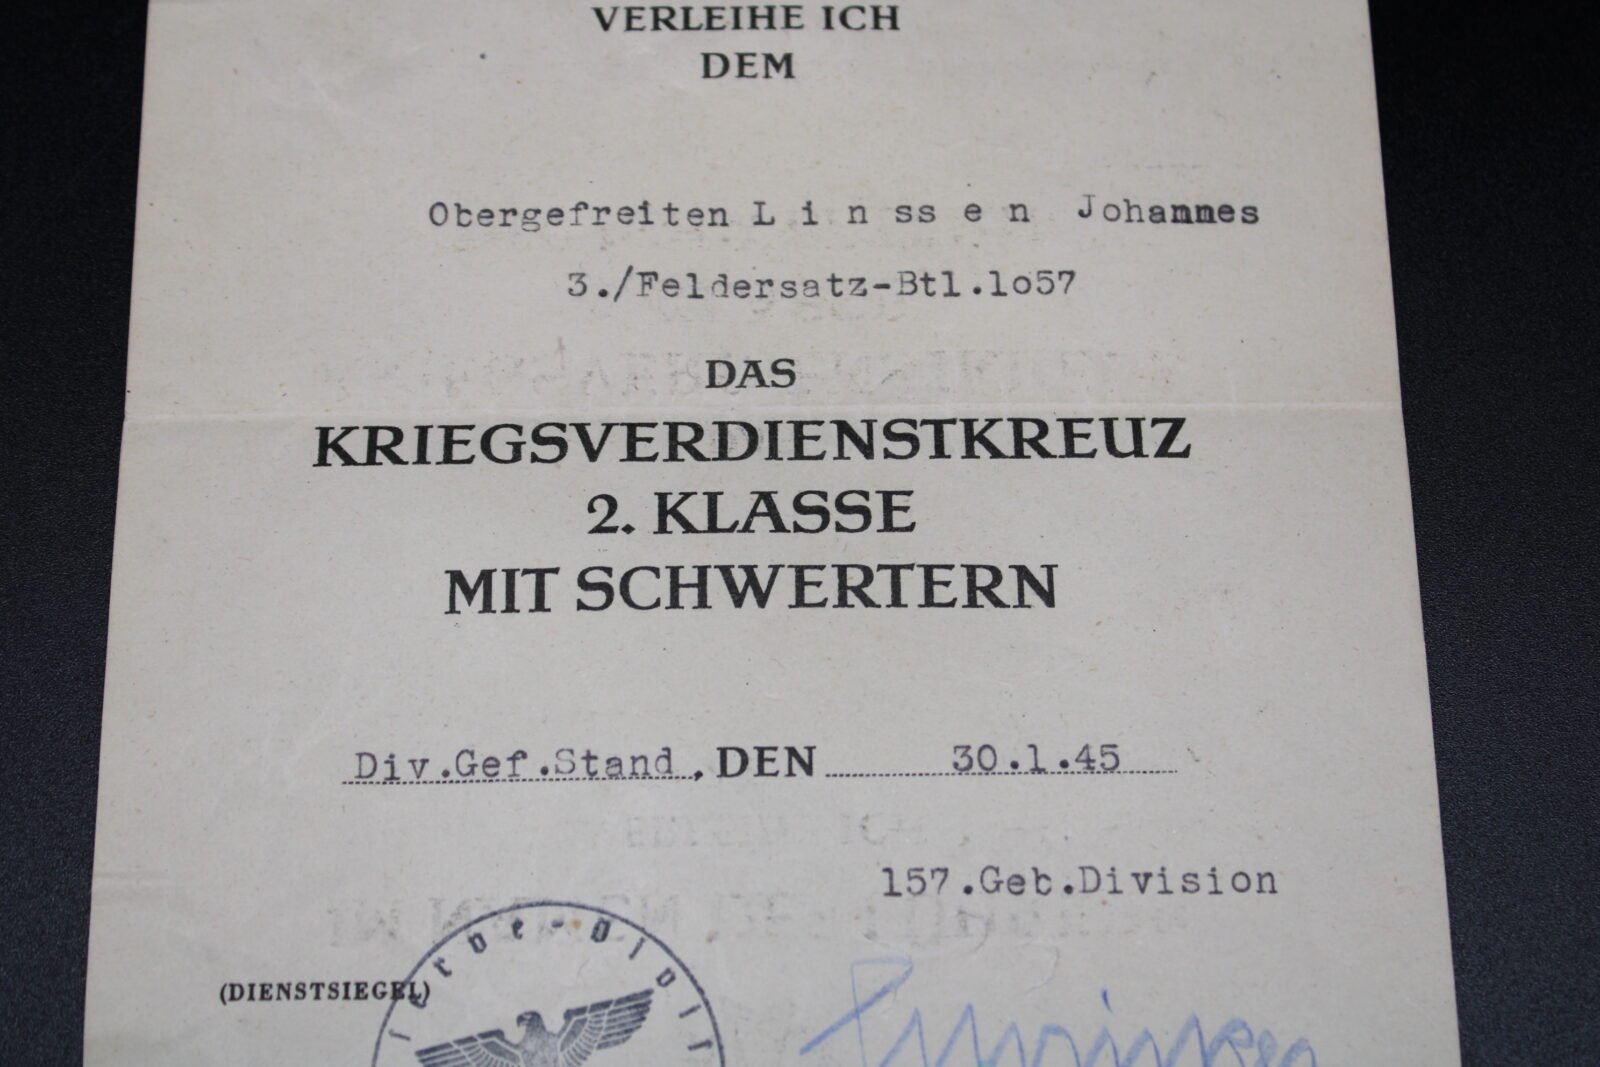 VERLEIHE ICH
DEM
Obergefreiten L i n ss e n Johannes
3./Feldersatz-Btl.lo57
DAS
KRIEGSVERDIENSTKREUZ
2. KLASSE
MIT SCHWERTERN
Div.Gef.Stand, DEN 30.1.45
157.Geb.Division
(DIENSTSIEGEL)